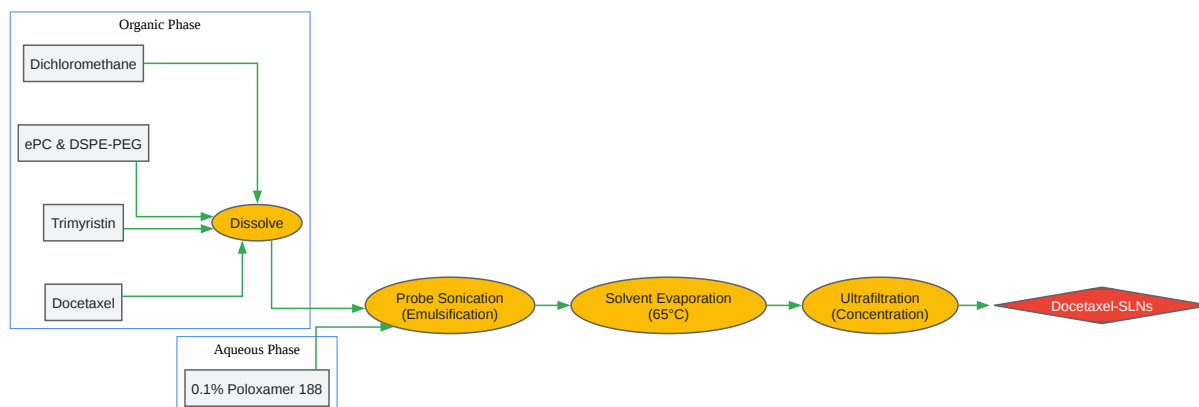 Organic Phase
Dichloromethane
ePC & DSPE-PEG
Trimyristin
Dissolve
Docetaxel
Probe Sonication
(Emulsification)
Solvent Evaporation
(65°C)
Ultrafiltration
(Concentration)
Docetaxel-SLNs
Aqueous Phase
0.1% Poloxamer 188